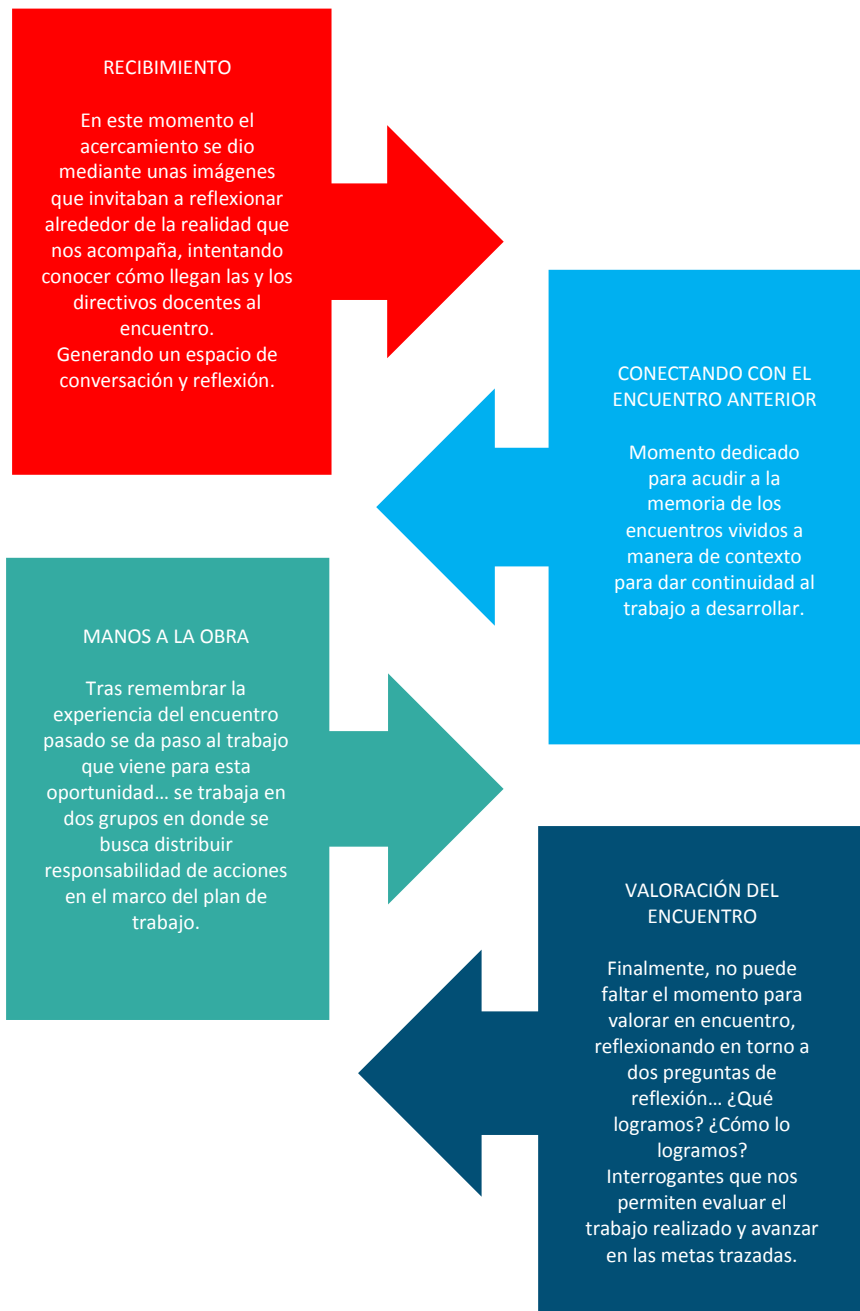 RECIBIMIENTO
En este momento el
acercamiento se dio
mediante unas imágenes
que invitaban a reflexionar
alrededor de la realidad que
nos acompaña, intentando
conocer cómo llegan las y los
directivos docentes al
encuentro.
Generando un espacio de
conversación y reflexión.
CONECTANDO CON EL
ENCUENTRO ANTERIOR
Momento dedicado
para acudir a la
memoria de los
encuentros vividos a
manera de contexto
para dar continuidad al
trabajo a desarrollar.
MANOS A LA OBRA
Tras remembrar la
experiencia del encuentro
pasado se da paso al trabajo
que viene para esta
oportunidad… se trabaja en
dos grupos en donde se
busca distribuir
responsabilidad de acciones
en el marco del plan de
trabajo.
VALORACIÓN DEL
ENCUENTRO
Finalmente, no puede
faltar el momento para
valorar en encuentro,
reflexionando en torno a
dos preguntas de
reflexión… ¿Qué
logramos? ¿Cómo lo
logramos?
Interrogantes que nos
permiten evaluar el
trabajo realizado y avanzar
en las metas trazadas.